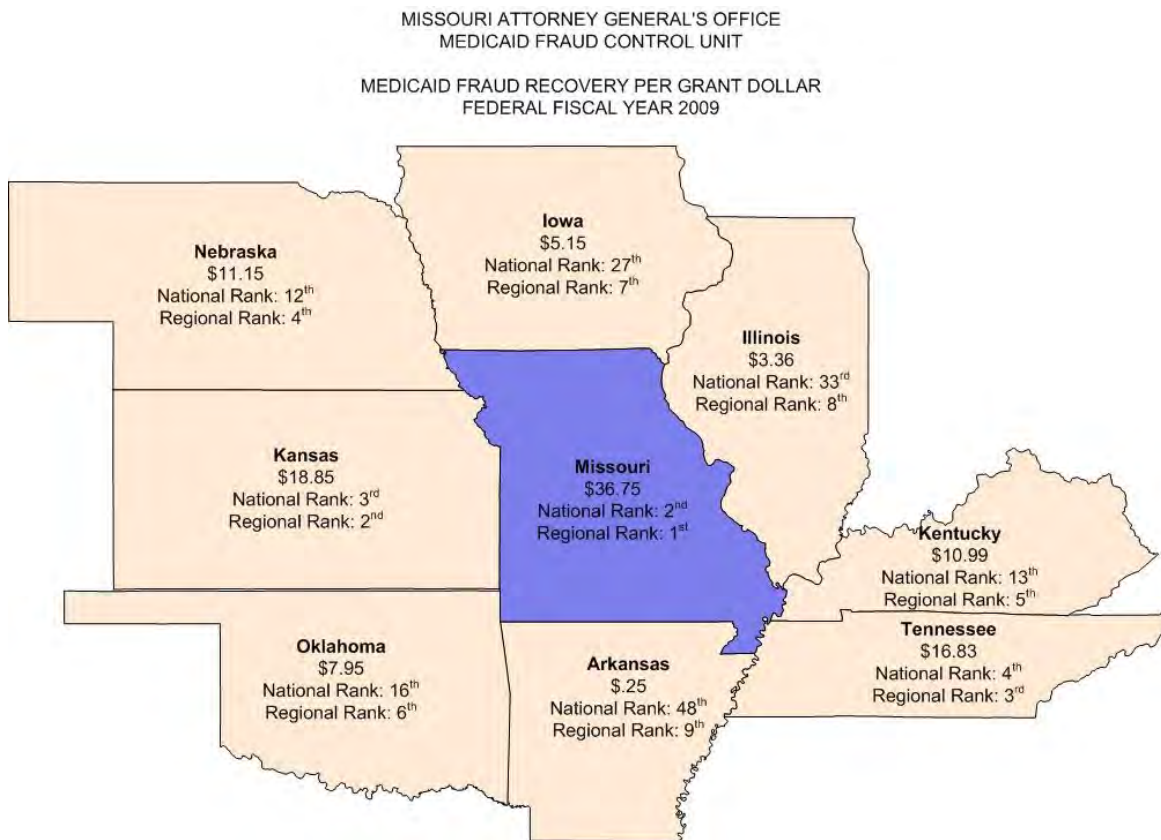 MISSOURI ATTORNEY GENERAL'S OFFICE
MEDICAID FRAUD CONTROL UNIT
MEDICAID FRAUD RECOVERY PER GRANT DOLLAR
FEDERAL FISCAL YEAR 2009
Iowa
$5.15
National Rank: 27th
Regional Rank: 7th
Nebraska
$11.15
National Rank: 12th
Regional Rank: 4th
Illinois
$3.36
National Rank: 33rd
Regional Rank: 8th
Kansas
$18.85
National Rank: 3rd
Regional Rank: 2nd
Missouri
$36.75
National Rank: 2nd
Regional Rank: 1st
Kentucky
$10.99
National Rank: 13th
Regional Rank: 5th
Oklahoma
$7.95
National Rank: 16th
Regional Rank: 6th
Arkansas
$.25
National Rank: 48th
Regional Rank: 9th
Tennessee
$16.83
National Rank: 4th
Regional Rank: 3rd